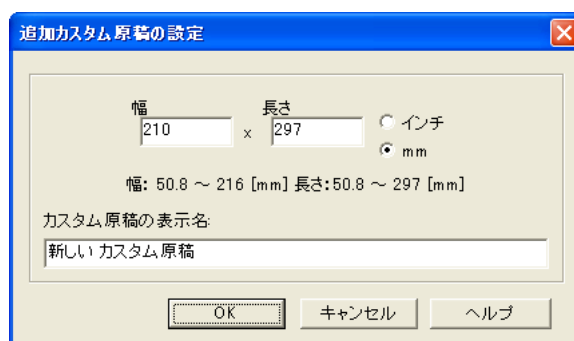 追加カスタム原稿の設定
幅 長さ
210 x 297 インチ
mm
幅: 50.8 ～ 216 [mm] 長さ:50.8 ～ 297 [mm]
カスタム原稿の表示名:
新しい カスタム原稿
OK キャンセル ヘルプ